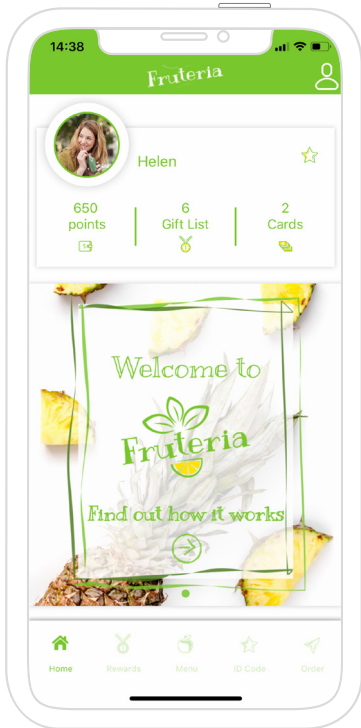 14:38
Fruteria
Helen
650
points
6
Gift List
2
Cards
Welcome to
Fruteria
Find out how it works
Home
Rewards
Menu
ID Code
Order